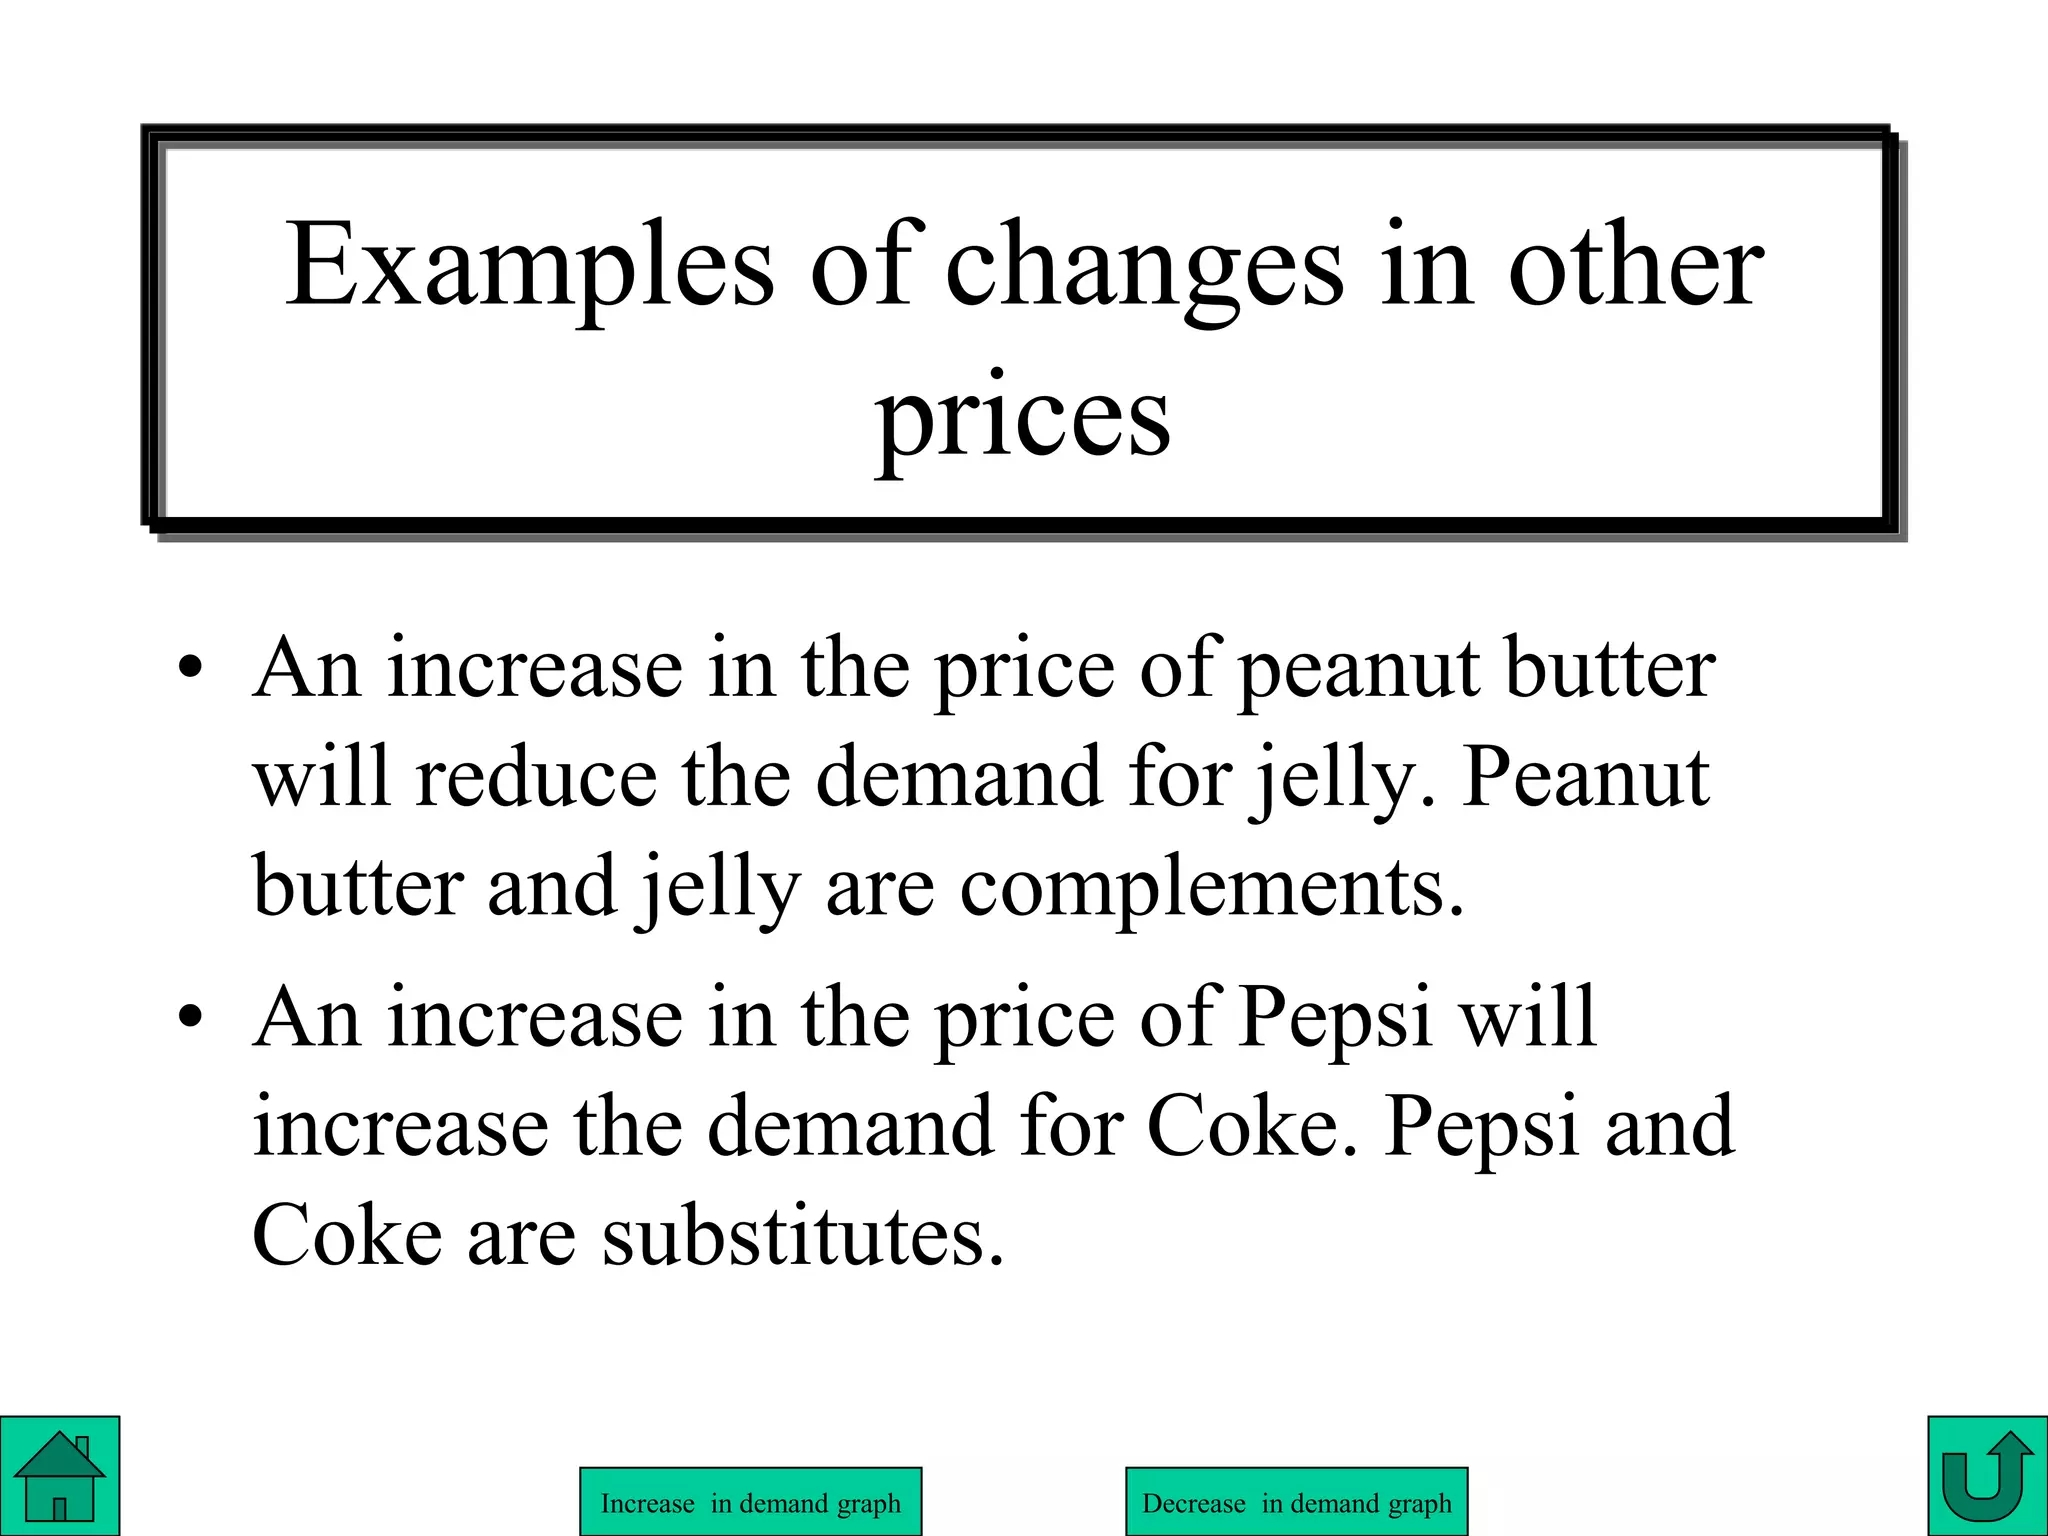 Examples of changes in other
prices
• An increase in the price of peanut butter
will reduce the demand for jelly. Peanut
butter and jelly are complements.
• An increase in the price of Pepsi will
increase the demand for Coke. Pepsi and
Coke are substitutes.
Increase  in demand graph
Decrease  in demand graph